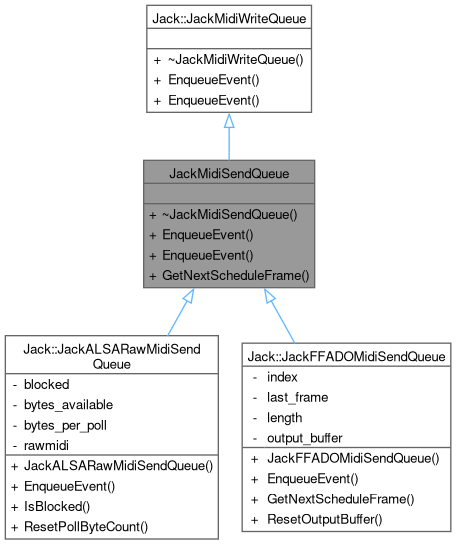 Jack::JackMidiWriteQueue
+ ~JackMidiWriteQueue()
+ EnqueueEvent()
+ EnqueueEvent()
JackMidiSendQueue
+ ~JackMidiSendQueue()
+ EnqueueEvent()
+ EnqueueEvent()
+ GetNextScheduleFrame()
Jack::JackALSARawMidiSend
Queue
- blocked
- bytes_available
- bytes_per_poll
- rawmidi
+ JackALSARawMidiSendQueue()
+ EnqueueEvent()
+ IsBlocked()
+ ResetPollByteCount()
Jack::JackFFADOMidiSendQueue
- index
- last_frame
- length
- output_buffer
+ JackFFADOMidiSendQueue()
+ EnqueueEvent()
+ GetNextScheduleFrame()
+ ResetOutputBuffer()